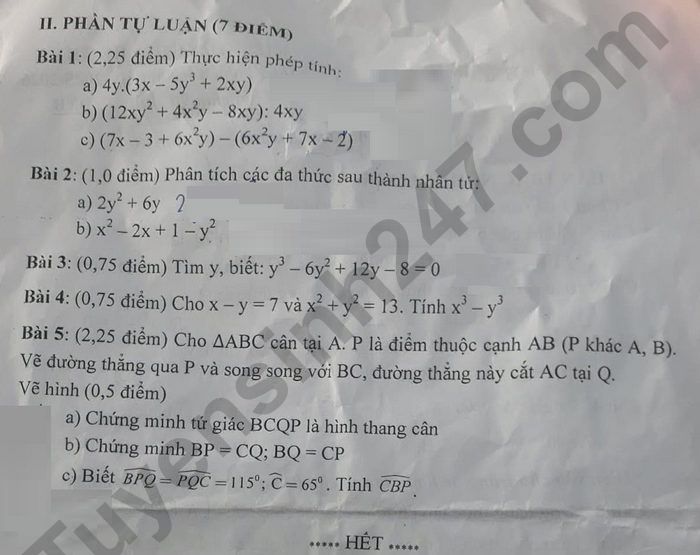 II. PHẦN TỰ LUẬN (7 ĐIỂM)
Bài 1: (2,25 điểm) Thực hiện phép tính:
a) 4y.(3x – 5y³ + 2xy)
b) (12xy² + 4x²y – 8xy): 4xy
c) (7x – 3 + 6x²y) – (6x²y + 7x – 2)
Bài 2: (1,0 điểm) Phân tích các đa thức sau thành nhân tử:
a) 2y² + 6y 2
b) x² – 2x + 1 – y²
Bài 3: (0,75 điểm) Tìm y, biết: y³ – 6y² + 12y – 8 = 0
Bài 4: (0,75 điểm) Cho x – y = 7 và x² + y² = 13. Tính x³ – y³
Bài 5: (2,25 điểm) Cho ΔABC cân tại A. P là điểm thuộc cạnh AB (P khác A, B).
Vẽ đường thẳng qua P và song song với BC, đường thẳng này cắt AC tại Q.
Vẽ hình (0,5 điểm)
a) Chứng minh tứ giác BCQP là hình thang cân
b) Chứng minh BP = CQ; BQ = CP
c) Biết \widehat{BPQ} = \widehat{PQC} = 115⁰; \widehat{C} = 65⁰. Tính \widehat{CBP}.
***** HẾT *****
Tuyensinh247.com